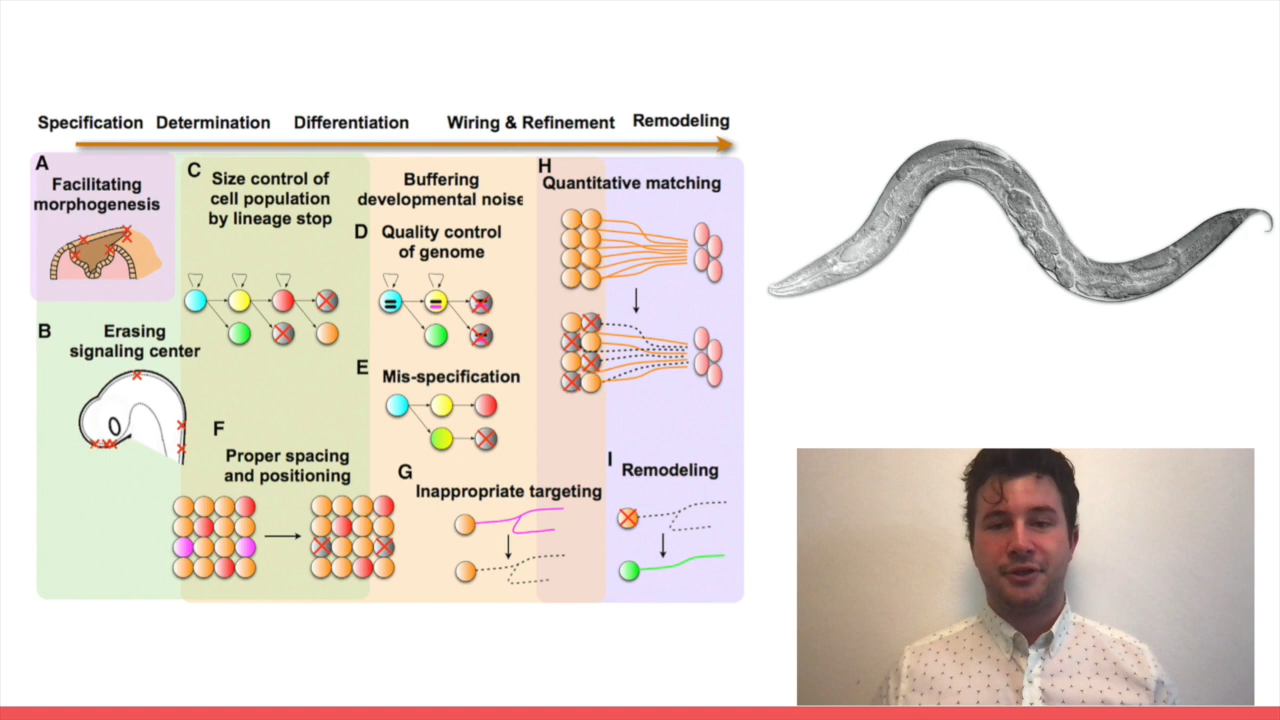 Specification Determination Differentiation Wiring & Refinement Remodeling
A
Facilitating
morphogenesis
B
Erasing
signaling center
C
Size control of
cell population
by lineage stop
Buffering
developmental noise
D
Quality control
of genome
E
Mis-specification
F
Proper spacing
and positioning
G
Inappropriate targeting
H
Quantitative matching
I
Remodeling